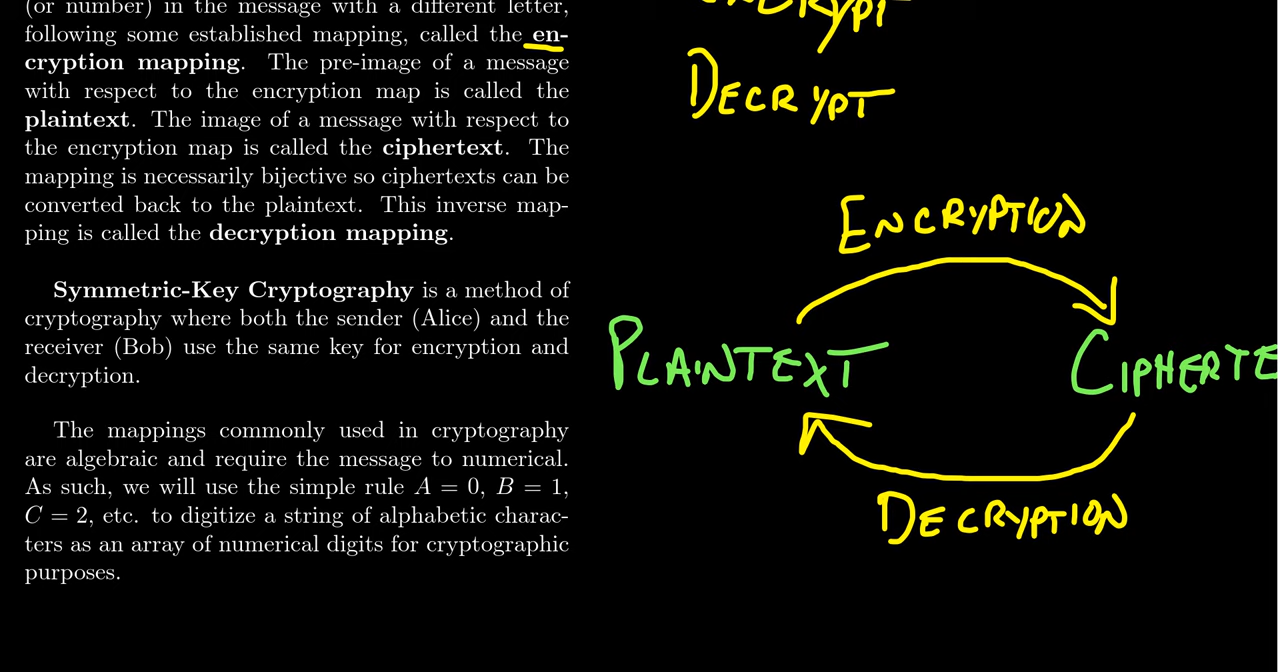 (or number) in the message with a different letter,
following some established mapping, called the en-
cryption mapping. The pre-image of a message
with respect to the encryption map is called the
plaintext. The image of a message with respect to
the encryption map is called the ciphertext. The
mapping is necessarily bijective so ciphertexts can be
converted back to the plaintext. This inverse map-
ping is called the decryption mapping.
Symmetric-Key Cryptography is a method of
cryptography where both the sender (Alice) and the
receiver (Bob) use the same key for encryption and
decryption.
The mappings commonly used in cryptography
are algebraic and require the message to numerical.
As such, we will use the simple rule A = 0, B = 1,
C = 2, etc. to digitize a string of alphabetic charac-
ters as an array of numerical digits for cryptographic
purposes.
ENCRYPT
DECRYPT
ENCRYPTION
PLAINTEXT CIPHERTE
DECRYPTION